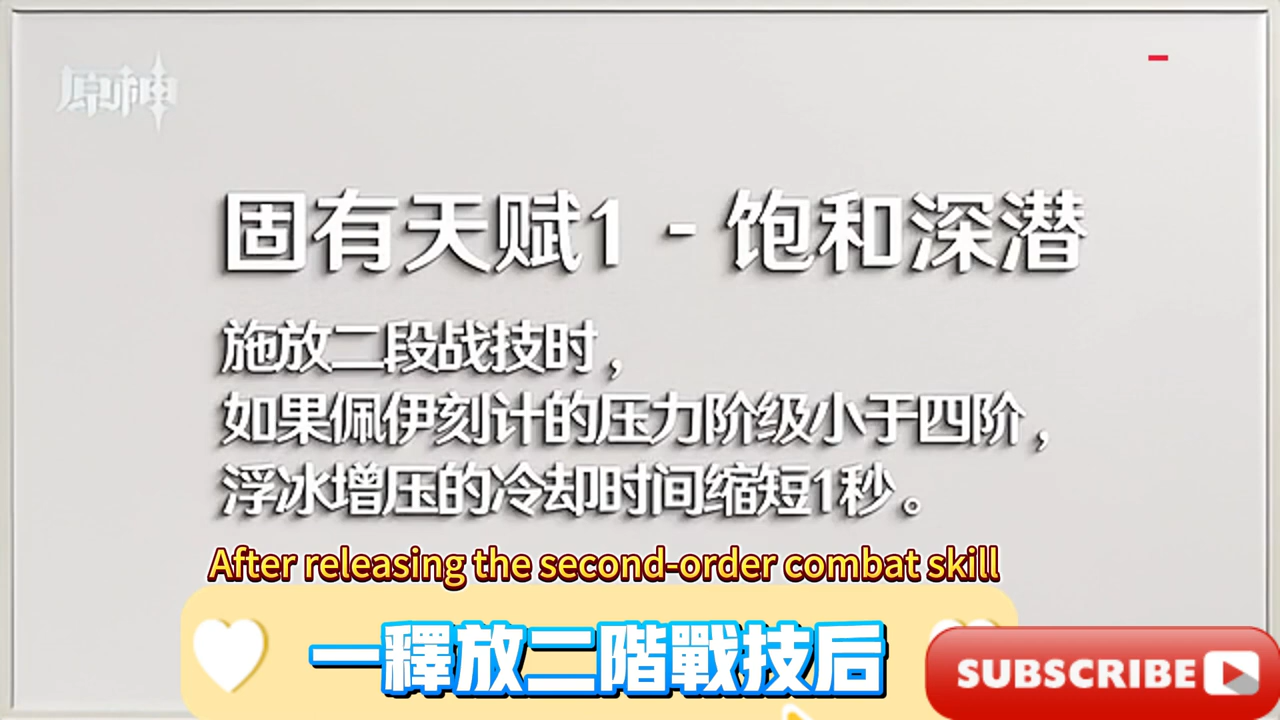 原神
固有天赋1 - 饱和深潜
施放二段战技时，
如果佩伊刻计的压力阶级小于四阶，
浮冰增压的冷却时间缩短1秒。
After releasing the second-order combat skill
一釋放二階戰技后
SUBSCRIBE